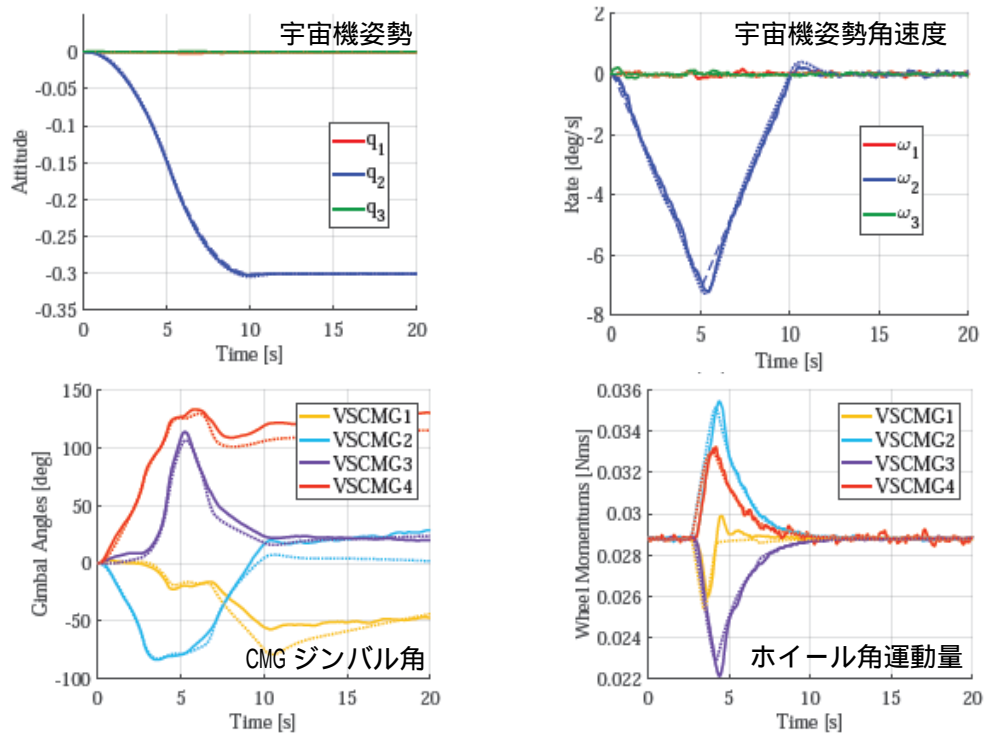 宇宙機姿勢
0
-0.05
-0.1
-0.15
-0.2
-0.25
-0.3
-0.35
Attitude
q1
q2
q3
0 5 10 15 20
Time [s]
宇宙機姿勢角速度
2
0
-2
-4
-6
-8
Rate [deg/s]
ω1
ω2
ω3
0 5 10 15 20
Time [s]
150
100
50
0
-50
-100
Gimbal Angles [deg]
VSCMG1
VSCMG2
VSCMG3
VSCMG4
CMG ジンバル角
0 5 10 15 20
Time [s]
0.036
0.034
0.032
0.03
0.028
0.026
0.024
0.022
Wheel Momentums [Nms]
VSCMG1
VSCMG2
VSCMG3
VSCMG4
ホイール角運動量
0 5 10 15 20
Time [s]